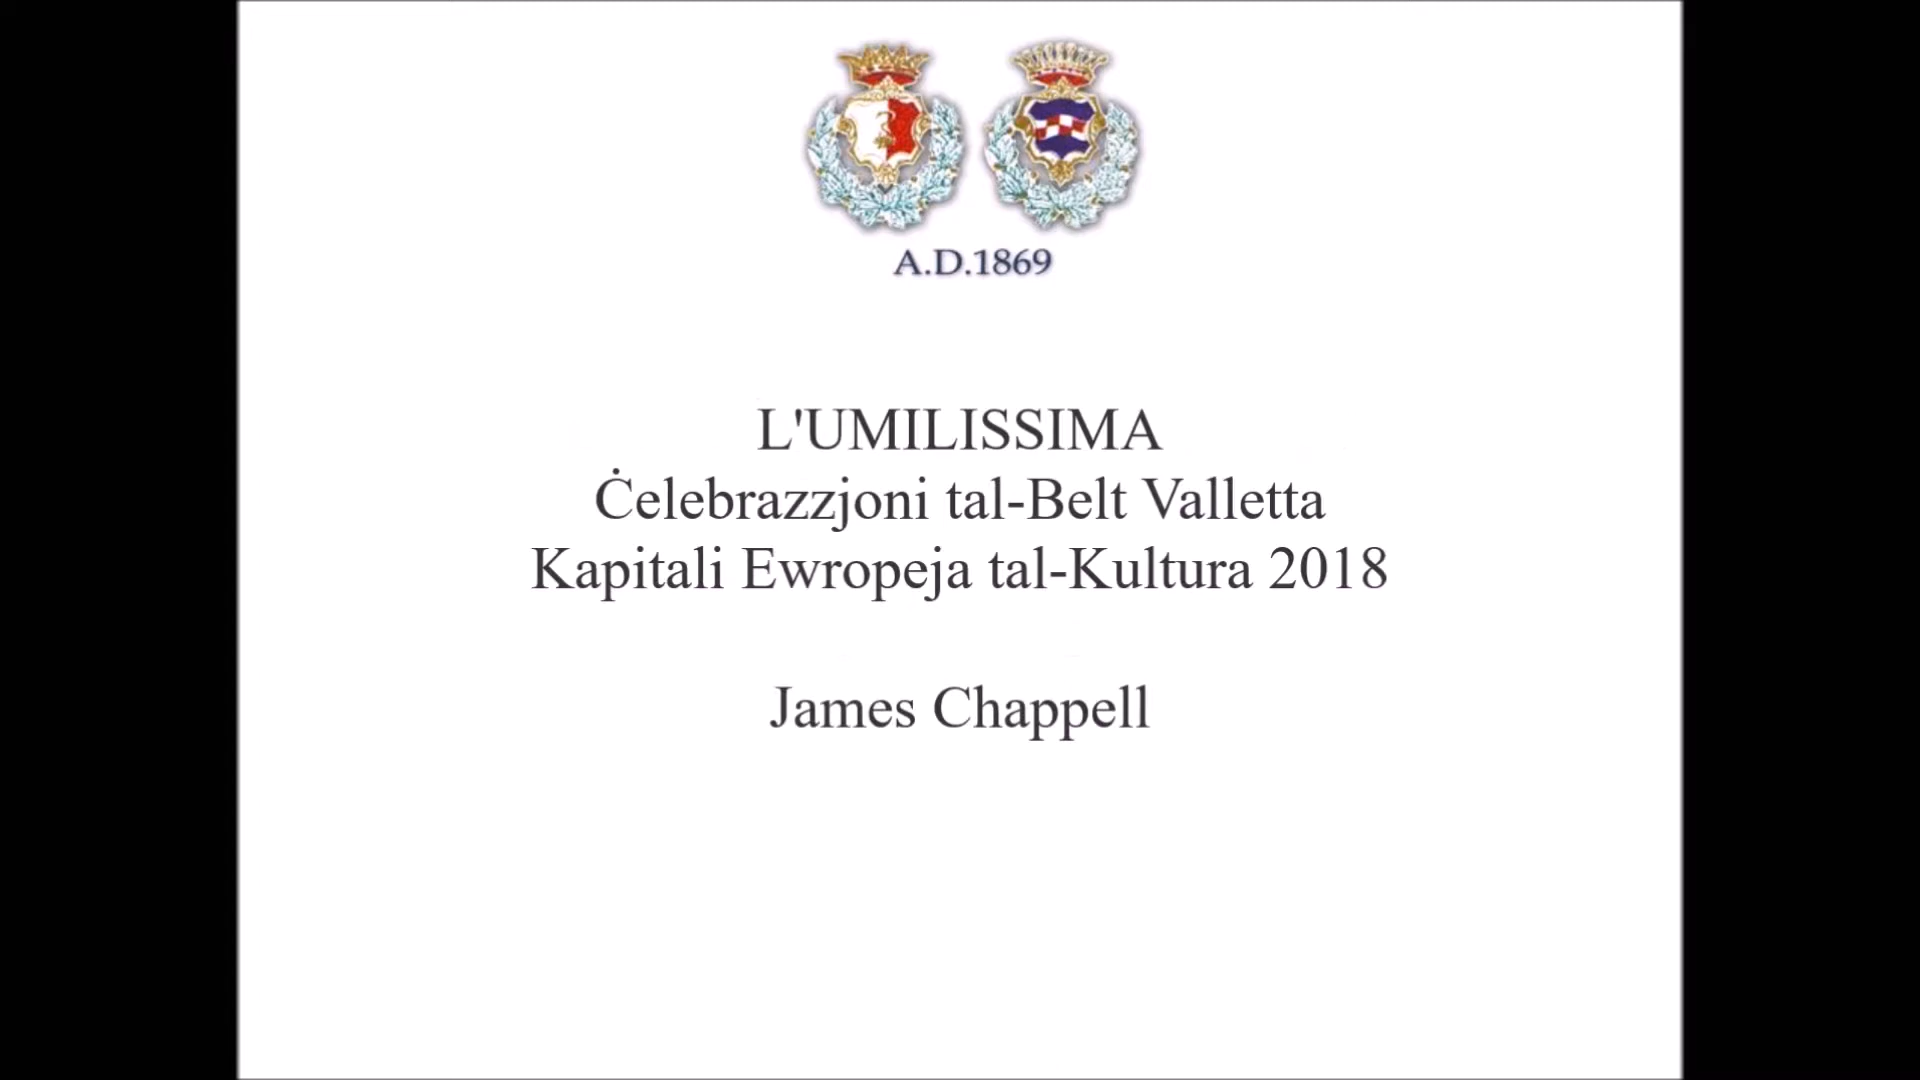 A.D.1869
L'UMILISSIMA
Ċelebrazzjoni tal-Belt Valletta
Kapitali Ewropeja tal-Kultura 2018
James Chappell